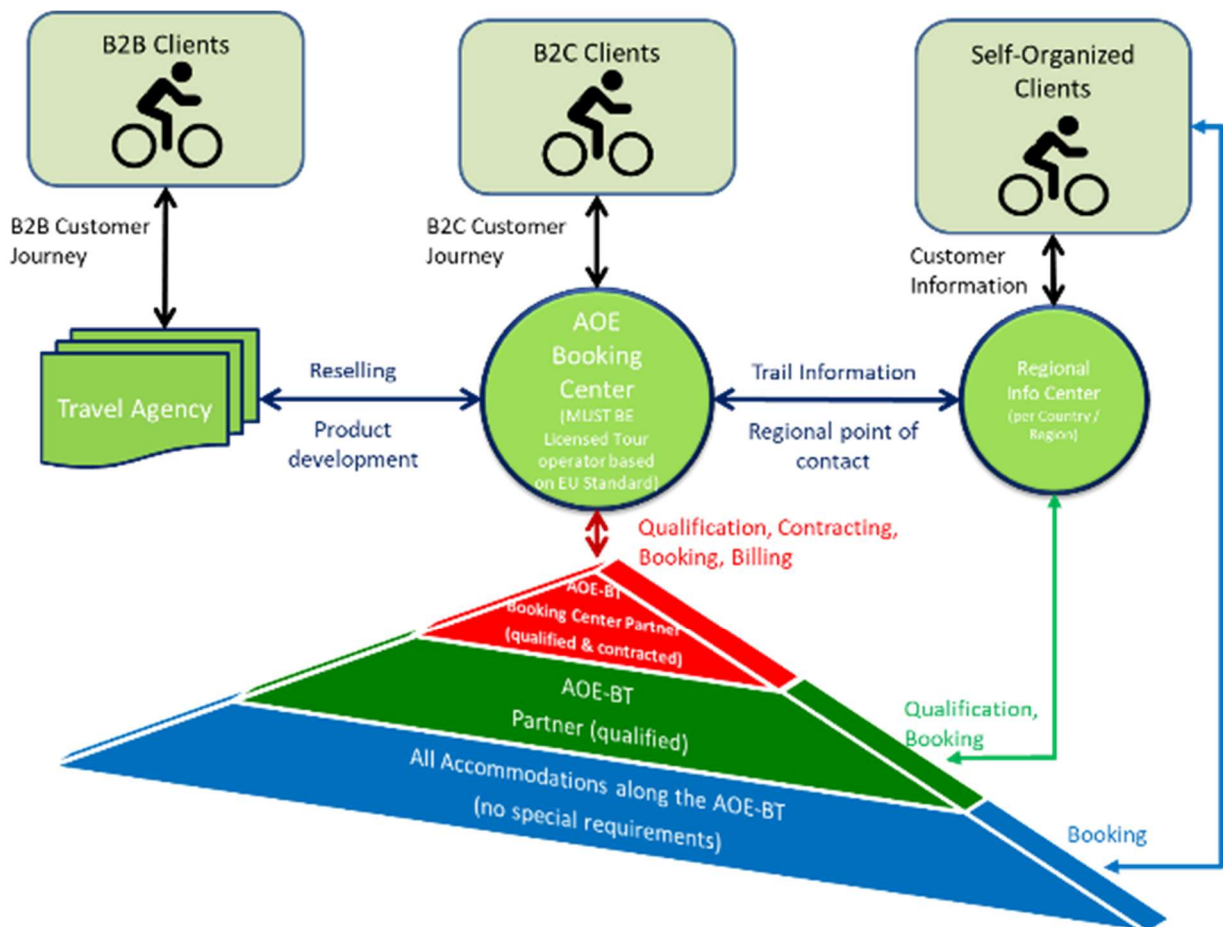 B2B Clients
B2C Clients
Self-Organized
Clients
B2B Customer
Journey
B2C Customer
Journey
Customer
Information
Travel Agency
Reselling
Product
development
AOE
Booking
Center
(MUST BE
Licensed Tour
operator based
on EU Standard)
Trail Information
Regional point of
contact
Regional
Info Center
(per Country /
Region)
Qualification, Contracting,
Booking, Billing
AOE-BT
Booking Center Partner
(qualified & contracted)
AOE-BT
Partner (qualified)
Qualification,
Booking
All Accommodations along the AOE-BT
(no special requirements)
Booking